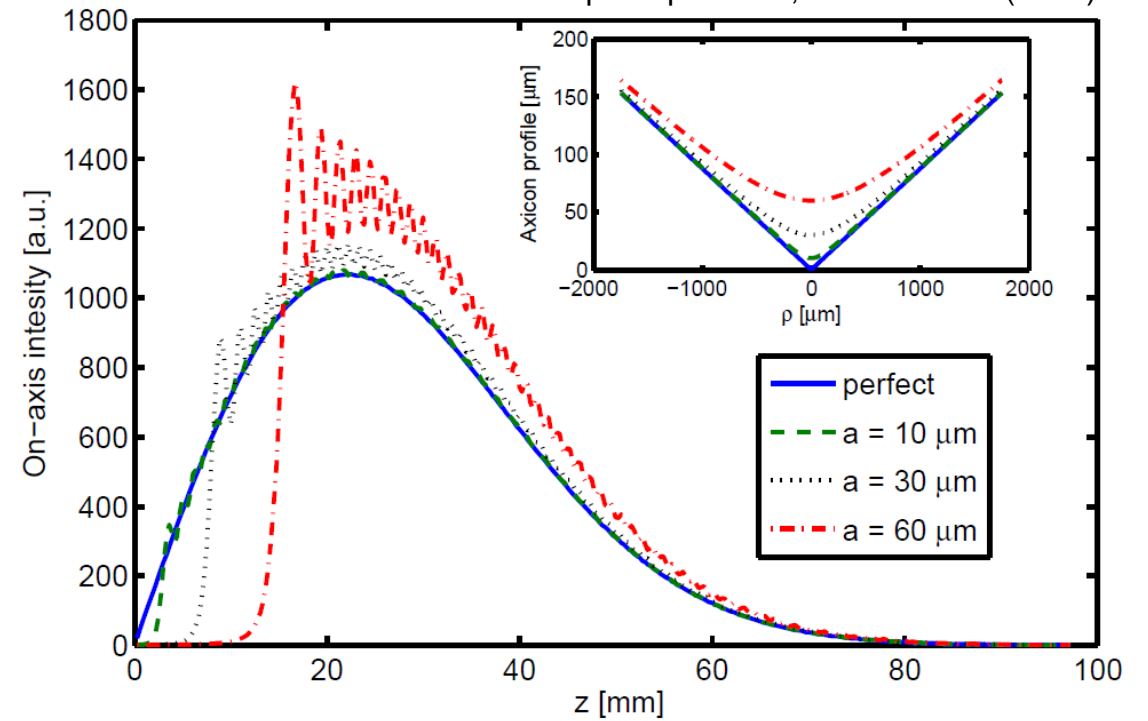 On-axis intesity [a.u.]
1800
1600
1400
1200
1000
800
600
400
200
0
0 20 40 60 80 100
z [mm]
Axicon profile [µm]
200
150
100
50
0
−2000 −1000 0 1000 2000
ρ [µm]
perfect
a = 10 µm
a = 30 µm
a = 60 µm